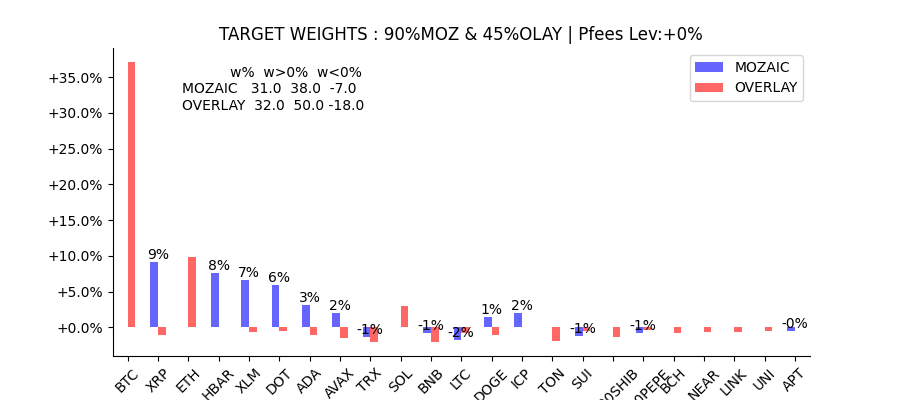 TARGET WEIGHTS : 90%MOZ & 45%OLAY | Pfees Lev:+0%
w% w>0% w<0%
MOZAIC 31.0 38.0 -7.0
OVERLAY 32.0 50.0 -18.0
MOZAIC
OVERLAY
+35.0%
+30.0%
+25.0%
+20.0%
+15.0%
+10.0%
+5.0%
+0.0%
9% 8% 7% 6% 3% 2% -1% -1% -2% 1% 2% -1% -1% -0%
BTC XRP ETH HBAR XLM DOT ADA AVAX TRX SOL BNB LTC DOGE ICP TON SUI 0SHIB 0PEPE BCH NEAR LINK UNI APT